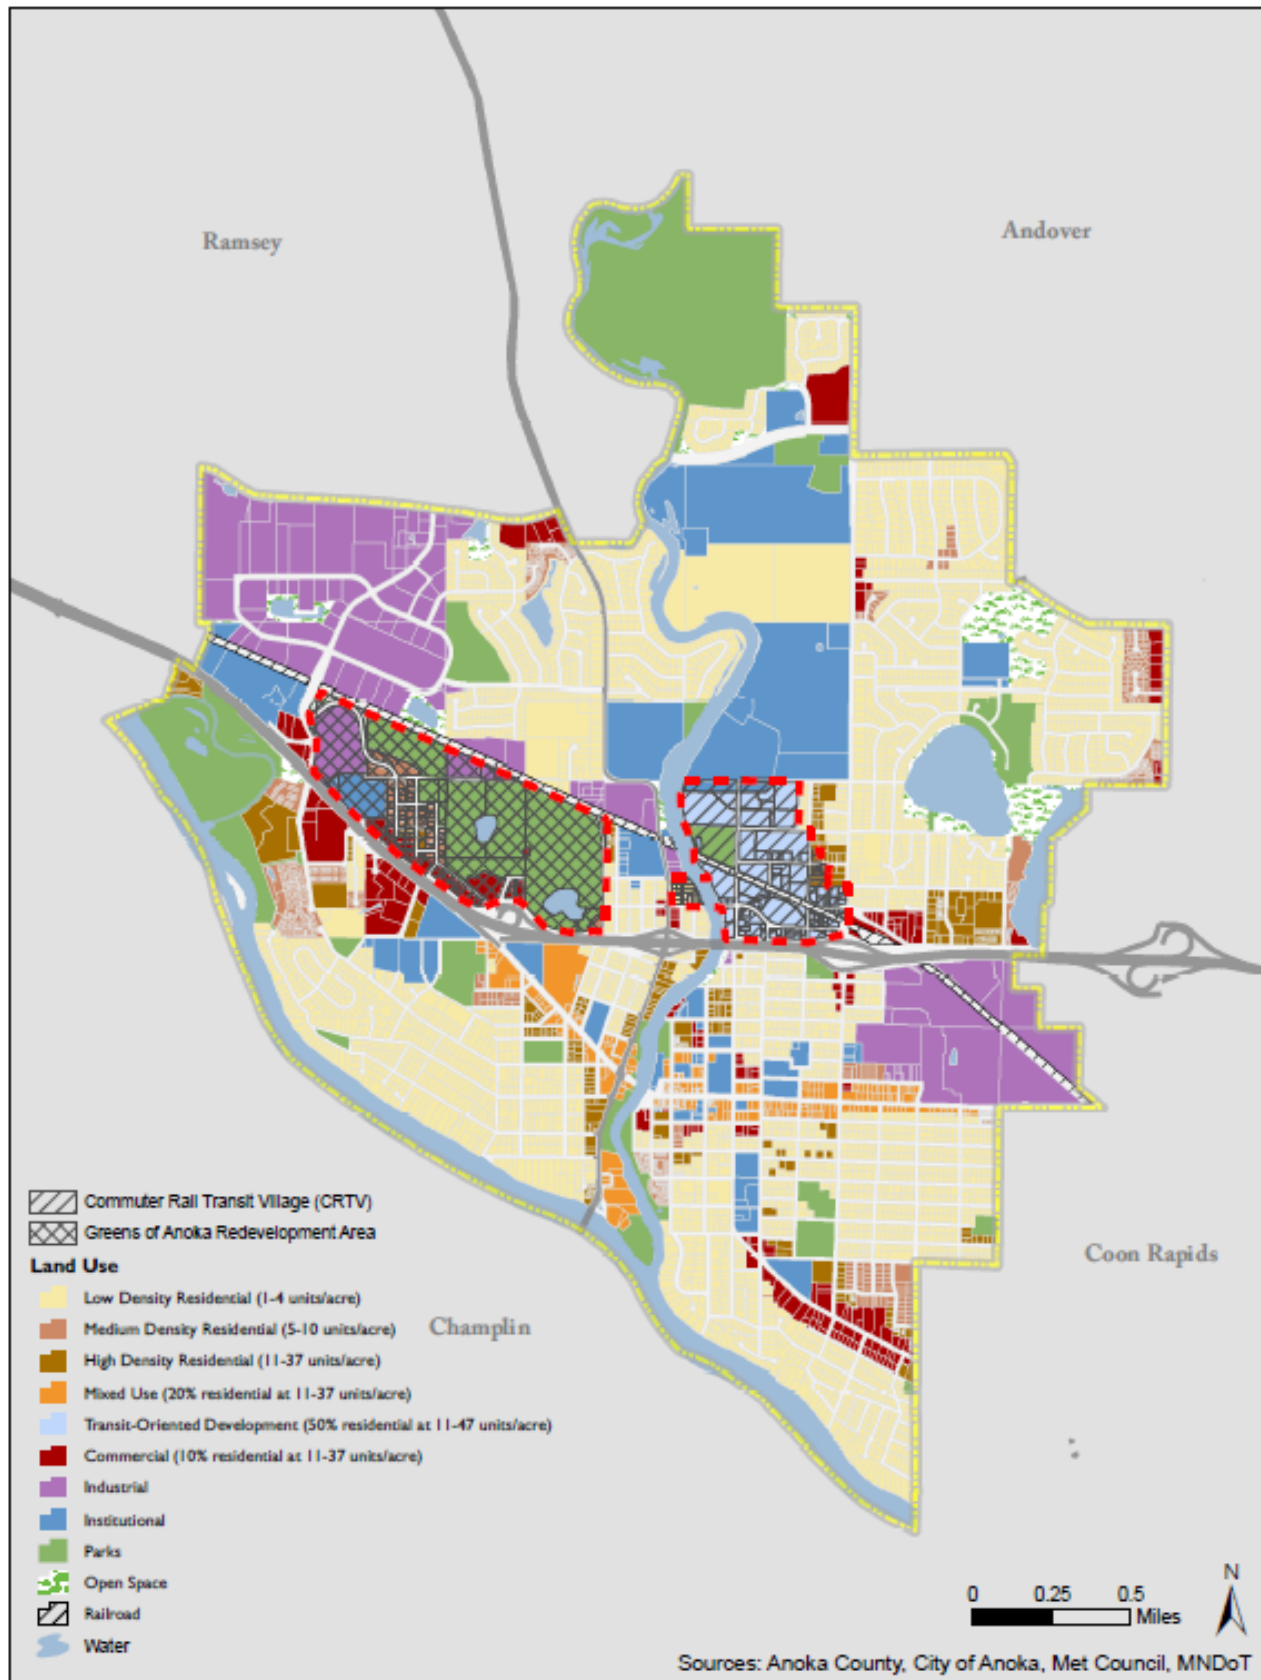 Ramsey
Andover
Coon Rapids
Champlin
Commuter Rail Transit Village (CRTV)
Greens of Anoka Redevelopment Area
Land Use
Low Density Residential (1-4 units/acre)
Medium Density Residential (5-10 units/acre)
High Density Residential (11-37 units/acre)
Mixed Use (20% residential at 11-37 units/acre)
Transit-Oriented Development (50% residential at 11-47 units/acre)
Commercial (10% residential at 11-37 units/acre)
Industrial
Institutional
Parks
Open Space
Railroad
Water
N
0 0.25 0.5
Miles
Sources: Anoka County, City of Anoka, Met Council, MNDoT